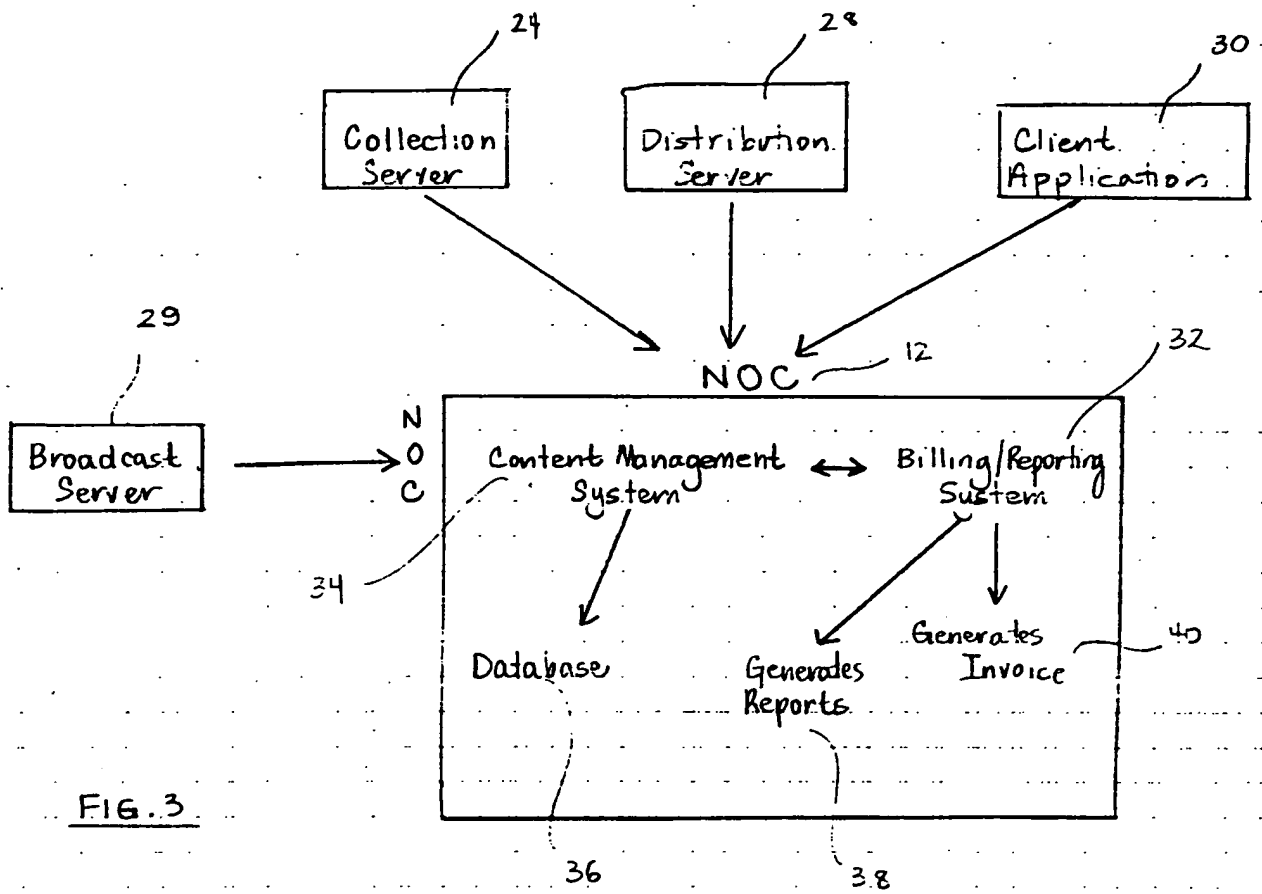 24
28
30
Collection
Server
Distribution
Server
Client
Application
29
NOC
12
32
Broadcast
Server
N
O
C
Content Management
System
Billing/Reporting
System
34
Database
Generates
Reports
Generates
Invoice
40
FIG. 3
36
38